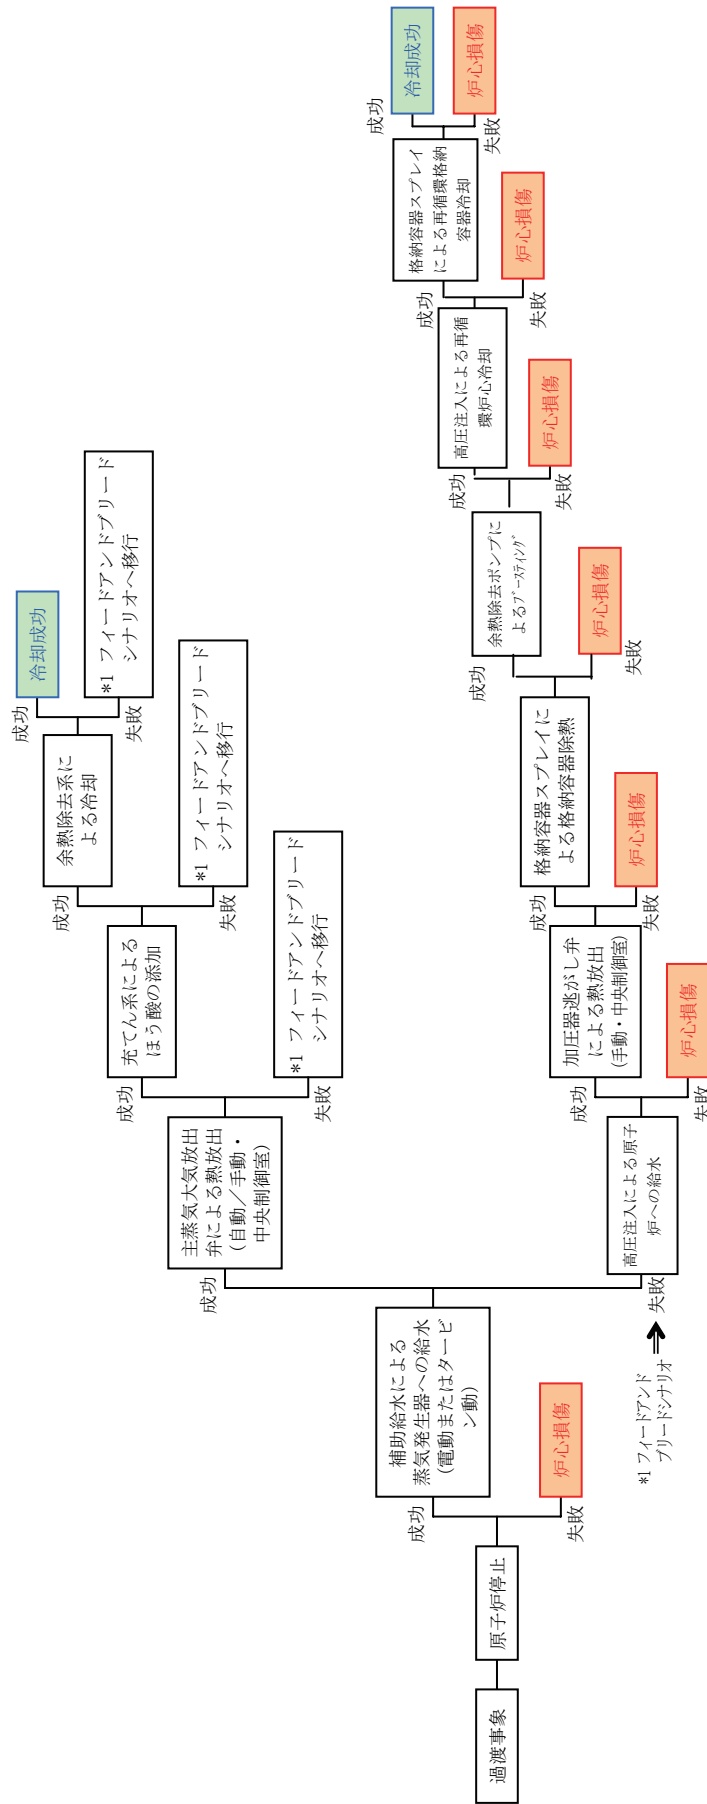 過渡事象
原子炉停止
成功
失敗
炉心損傷
補助給水による
蒸気発生器への給水
(電動またはタービ
ン動)
成功
主蒸気大気放出
弁による熱放出
(自動／手動・
中央制御室)
成功
失敗
*1 フィードアンドブリード
シナリオへ移行
充てん系による
ほう酸の添加
成功
失敗
*1 フィードアンドブリード
シナリオへ移行
余熱除去系に
よる冷却
成功
失敗
冷却成功
*1 フィードアンドブリード
シナリオへ移行
*1 フィードアンド
ブリードシナリオ
失敗
高圧注入による原子
炉への給水
成功
失敗
炉心損傷
加圧器逃がし弁
による熱放出
(手動・中央制御室)
成功
失敗
炉心損傷
格納容器スプレイに
よる格納容器除熱
成功
失敗
炉心損傷
余熱除去ポンプに
よるブースティング
成功
失敗
炉心損傷
高圧注入による再循
環炉心冷却
成功
失敗
炉心損傷
格納容器スプレイ
による再循環格納
容器冷却
成功
失敗
冷却成功
炉心損傷